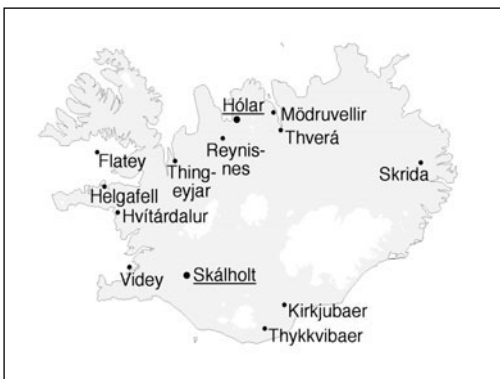 Hólar
Mödruvellir
Thverá
Reynis-
nes
Flatey
Thing-
eyjar
Skrida
Helgafell
Hvítárdalur
Videy
Skálholt
Kirkjubaer
Thykkvibaer